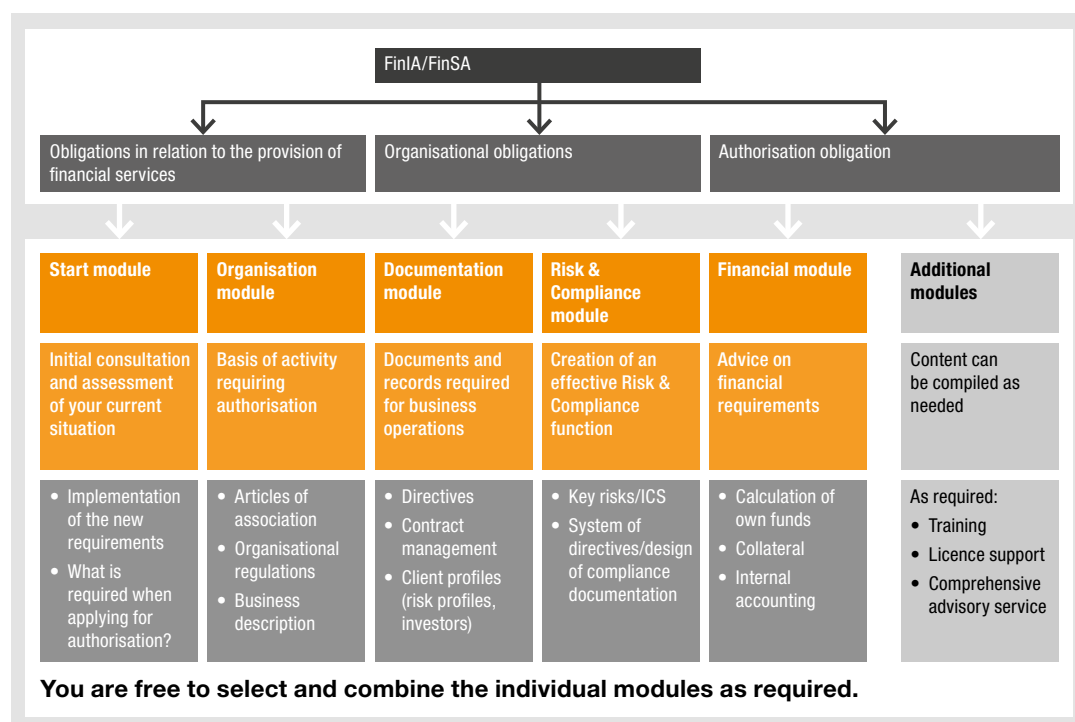 FinIA/FinSA
Obligations in relation to the provision of
financial services
Organisational obligations
Authorisation obligation
Start module
Organisation
module
Documentation
module
Risk &
Compliance
module
Financial module
Additional
modules
Initial consultation
and assessment
of your current
situation
Basis of activity
requiring
authorisation
Documents and
records required
for business
operations
Creation of an
effective Risk &
Compliance
function
Advice on
financial
requirements
Content can
be compiled as
needed
• Implementation
of the new
requirements
• What is
required when
applying for
authorisation?
• Articles of
association
• Organisational
regulations
• Business
description
• Directives
• Contract
management
• Client profiles
(risk profiles,
investors)
• Key risks/ICS
• System of
directives/design
of compliance
documentation
• Calculation of
own funds
• Collateral
• Internal
accounting
As required:
• Training
• Licence support
• Comprehensive
advisory service
You are free to select and combine the individual modules as required.